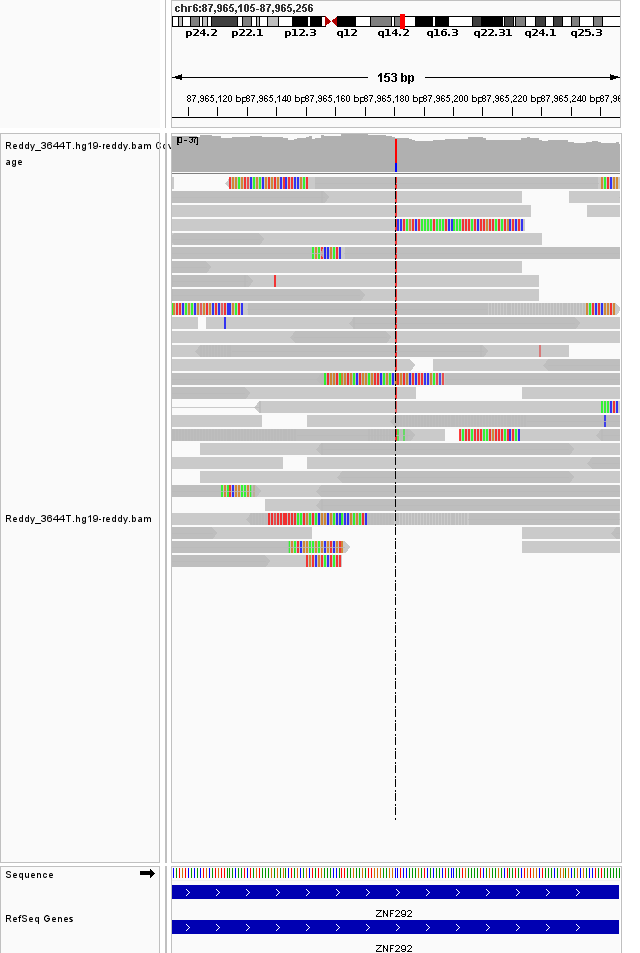 chr6:87,965,105-87,965,256
p24.2 p22.1 p12.3 q12 q14.2 q16.3 q22.31 q24.1 q25.3
153 bp
87,965,120 bp 87,965,140 bp 87,965,160 bp 87,965,180 bp 87,965,200 bp 87,965,220 bp 87,965,240 bp 87,96
Reddy_3644T.hg19-reddy.bam Cov
age
Reddy_3644T.hg19-reddy.bam
Sequence
RefSeq Genes
ZNF292
ZNF292